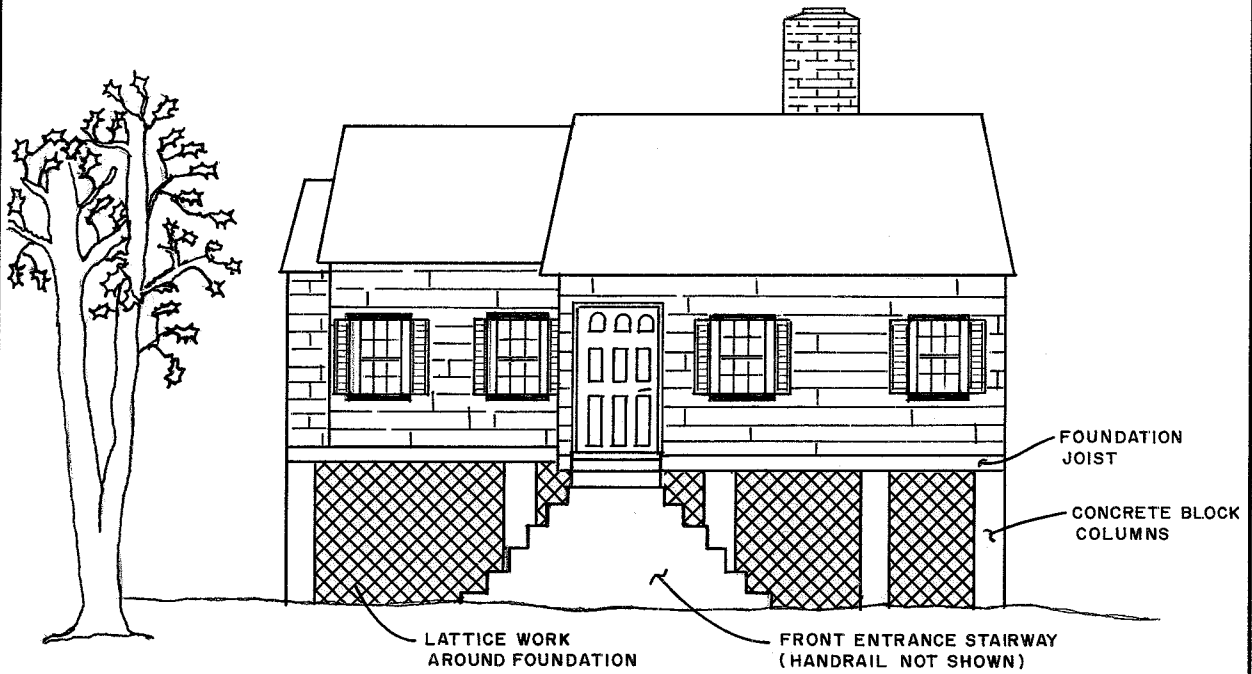 FOUNDATION
JOIST
CONCRETE BLOCK
COLUMNS
LATTICE WORK
AROUND FOUNDATION
FRONT ENTRANCE STAIRWAY
(HANDRAIL NOT SHOWN)